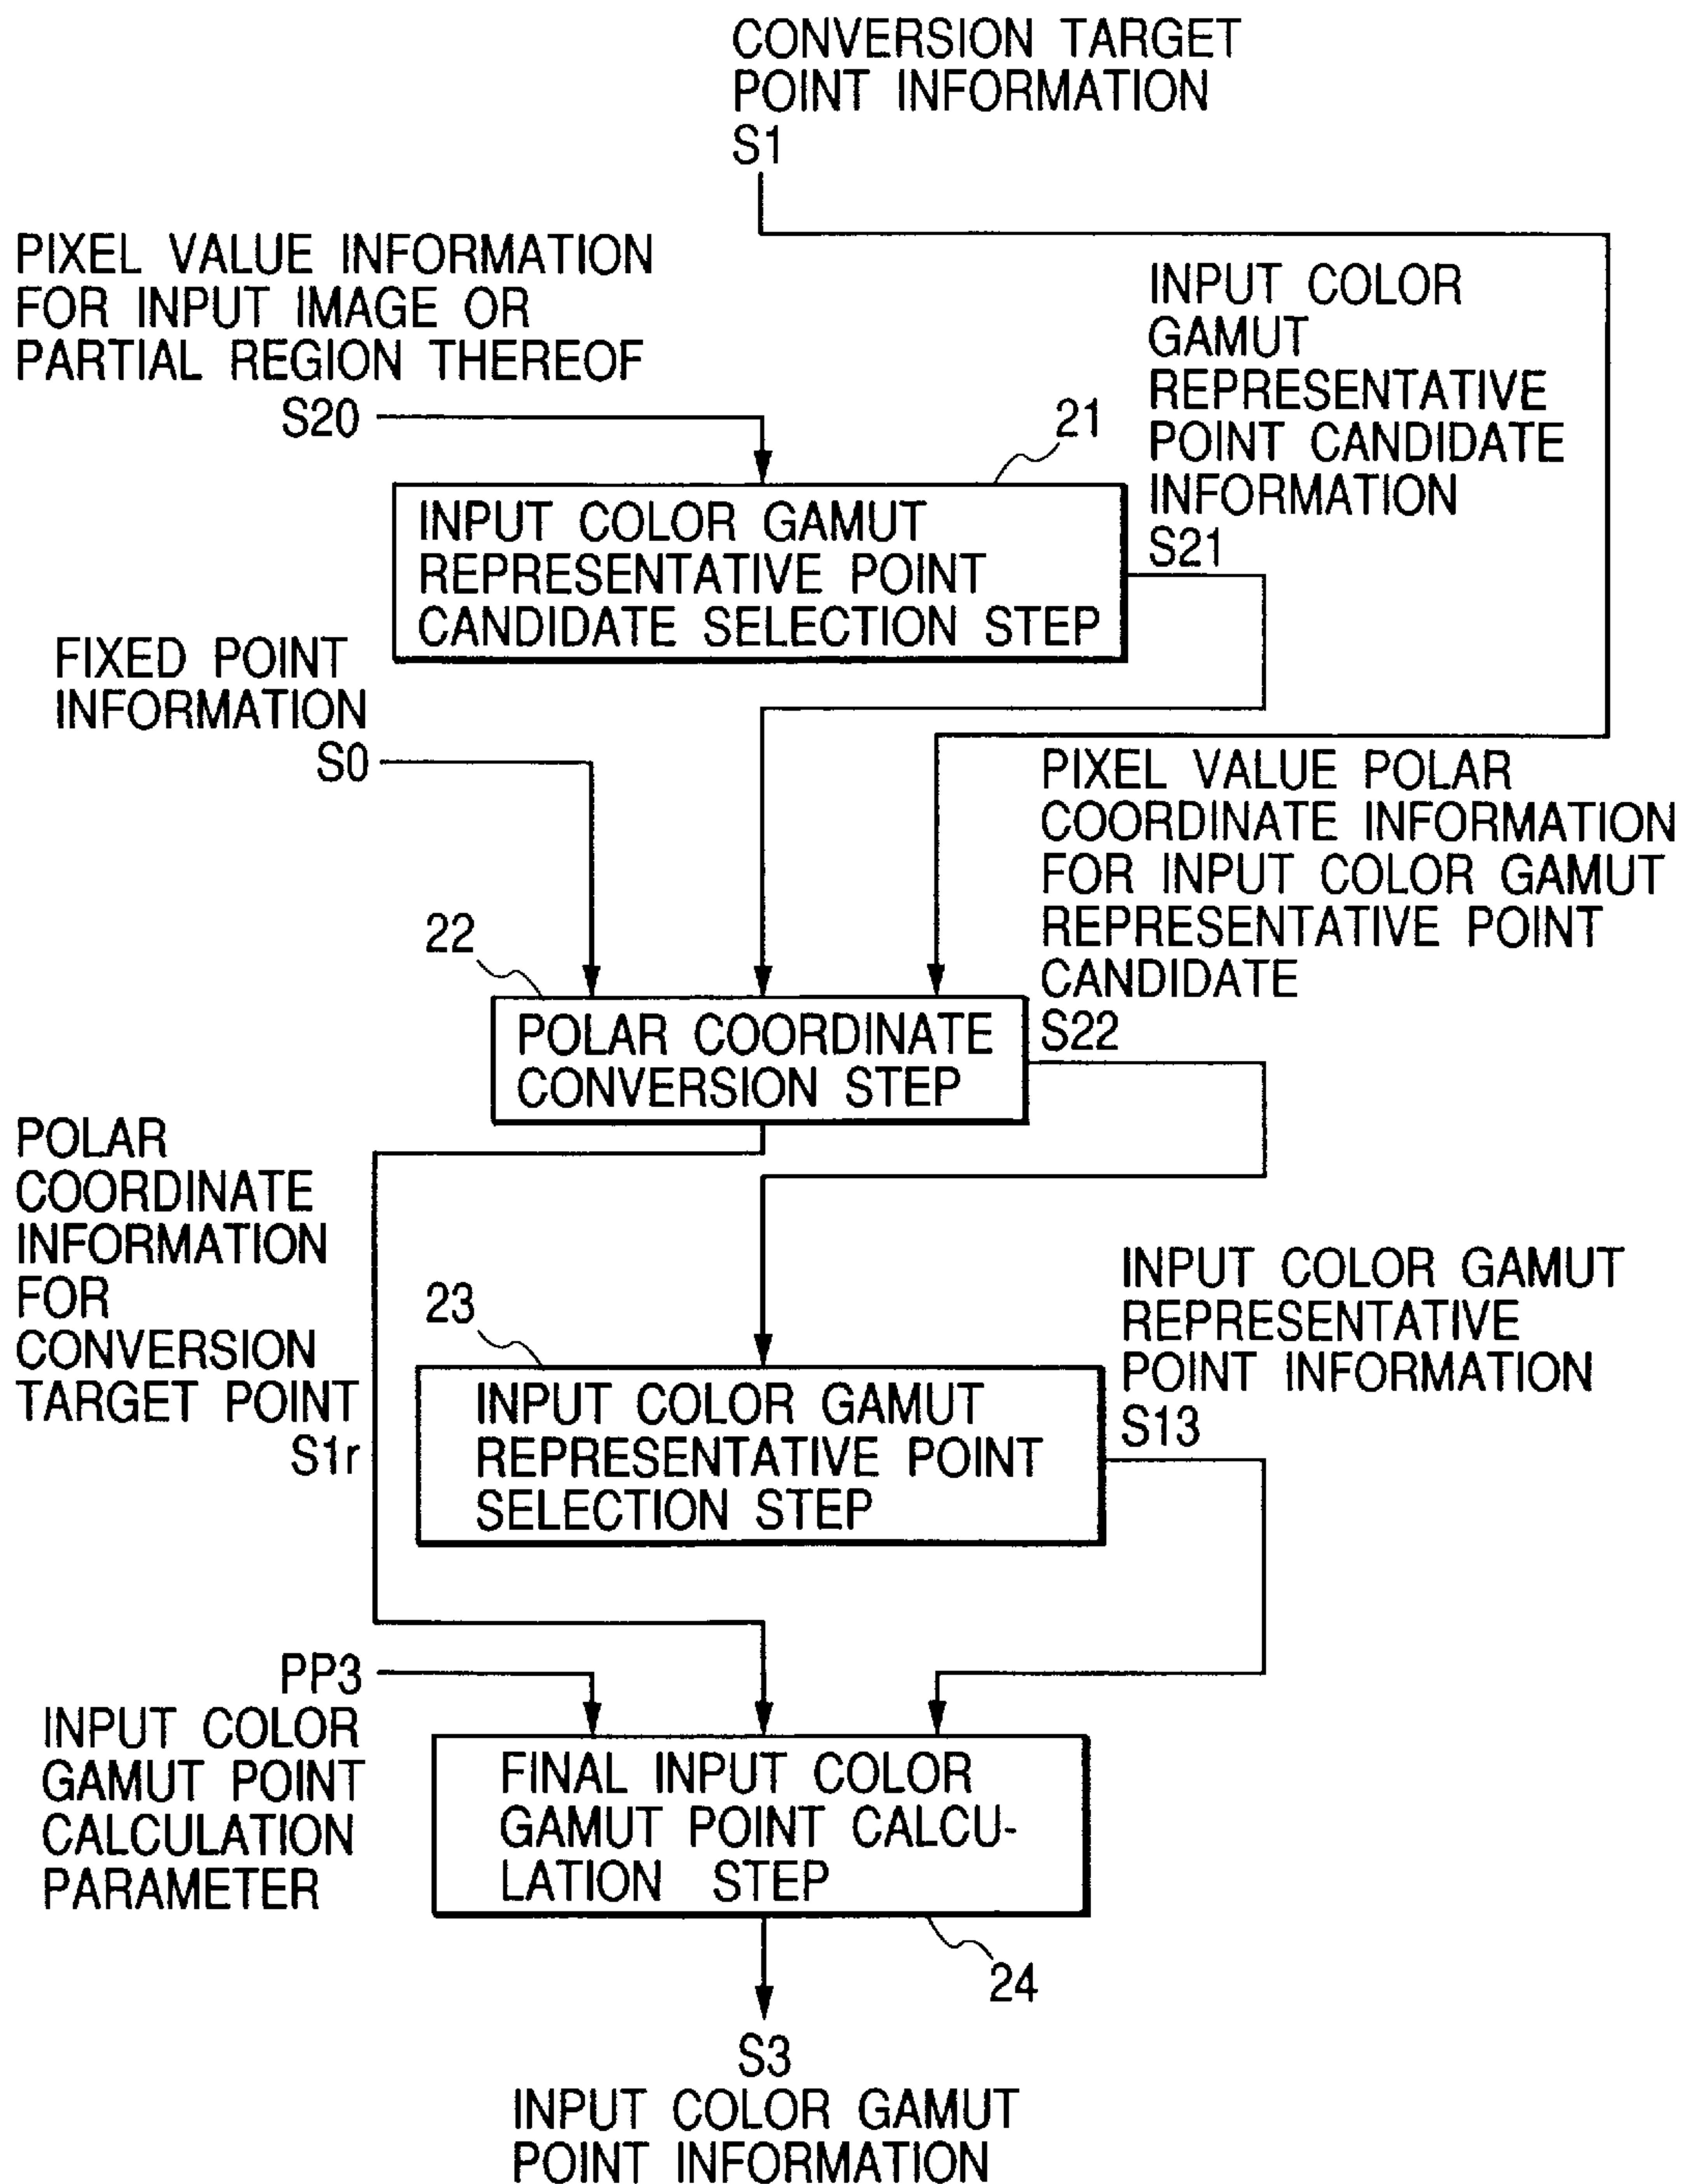 CONVERSION TARGET
POINT INFORMATION
S1
PIXEL VALUE INFORMATION
FOR INPUT IMAGE OR
PARTIAL REGION THEREOF
S20
INPUT COLOR
GAMUT
REPRESENTATIVE
POINT CANDIDATE
INFORMATION
S21
21
INPUT COLOR GAMUT
REPRESENTATIVE POINT
CANDIDATE SELECTION STEP
FIXED POINT
INFORMATION
S0
PIXEL VALUE POLAR
COORDINATE INFORMATION
FOR INPUT COLOR GAMUT
REPRESENTATIVE POINT
CANDIDATE
S22
22
POLAR COORDINATE
CONVERSION STEP
POLAR
COORDINATE
INFORMATION
FOR
CONVERSION
TARGET POINT
S1r
23
INPUT COLOR GAMUT
REPRESENTATIVE POINT
SELECTION STEP
INPUT COLOR GAMUT
REPRESENTATIVE
POINT INFORMATION
S13
PP3
INPUT COLOR
GAMUT POINT
CALCULATION
PARAMETER
FINAL INPUT COLOR
GAMUT POINT CALCU-
LATION STEP
24
S3
INPUT COLOR GAMUT
POINT INFORMATION